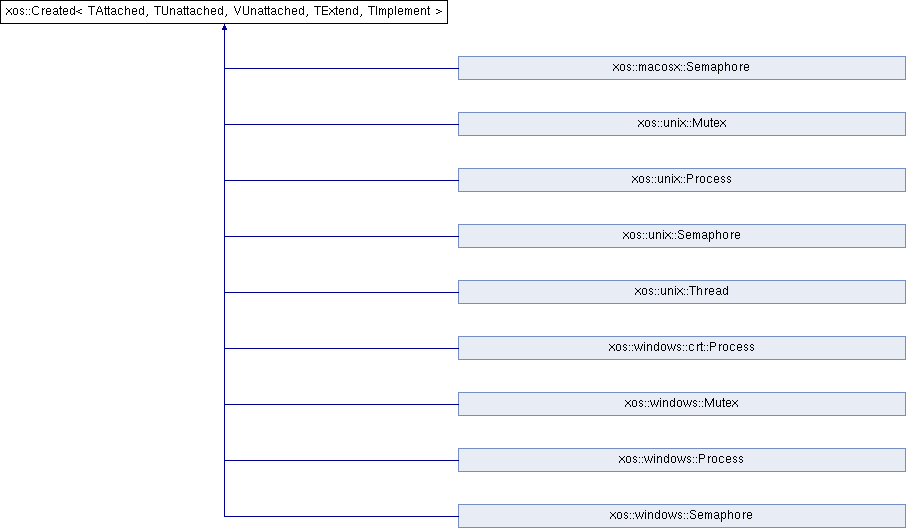 xos::Created< TAttached, TUnattached, VUnattached, TExtend, TImplement >
xos::macosx::Semaphore
xos::unix::Mutex
xos::unix::Process
xos::unix::Semaphore
xos::unix::Thread
xos::windows::crt::Process
xos::windows::Mutex
xos::windows::Process
xos::windows::Semaphore